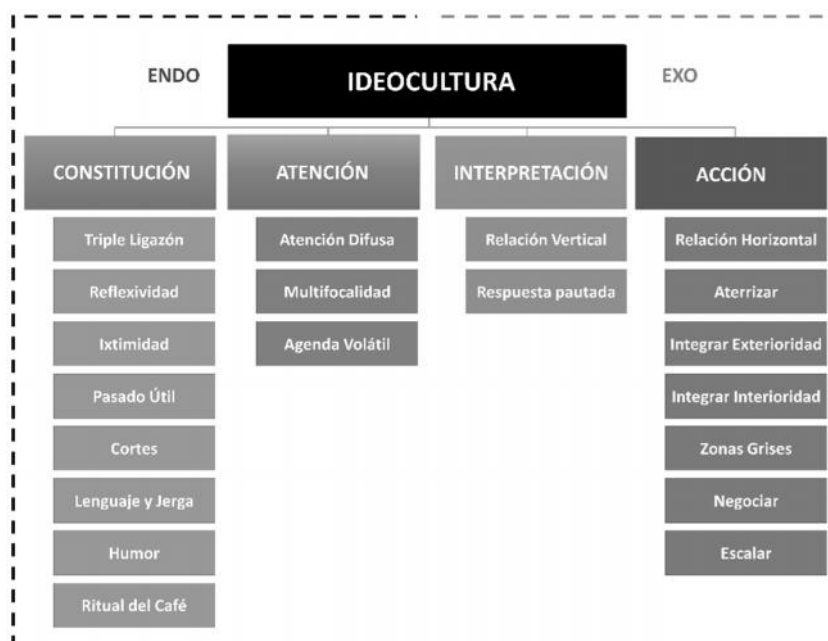 ENDO
IDEOCULTURA
EXO
CONSTITUCIÓN
ATENCIÓN
INTERPRETACIÓN
ACCIÓN
Triple Ligazón
Atención Difusa
Relación Vertical
Relación Horizontal
Reflexividad
Multifocalidad
Respuesta pautada
Aterrizar
Ixtimidad
Agenda Volátil
Integrar Exterioridad
Pasado Útil
Integrar Interioridad
Cortes
Zonas Grises
Lenguaje y Jerga
Negociar
Humor
Escalar
Ritual del Café